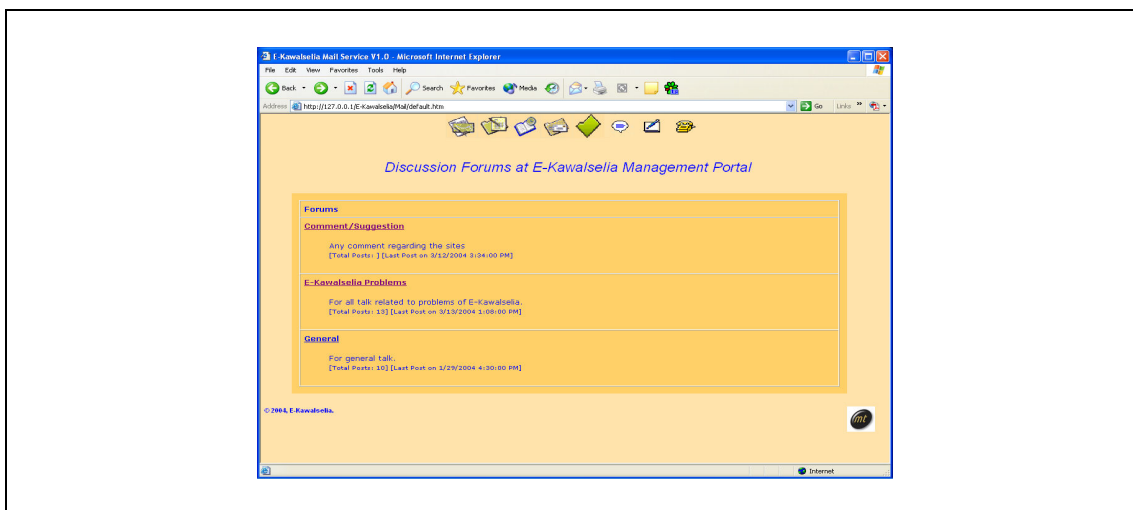 E-Kawalselia Mail Service V1.0 - Microsoft Internet Explorer
File Edit View Favorites Tools Help
Back Search Favorites Media
Address http://127.0.0.1/E-Kawalselia/Mail/default.htm Go Links »
Discussion Forums at E-Kawalselia Management Portal
Forums
Comment/Suggestion
Any comment regarding the sites
[Total Posts: ] [Last Post on 3/12/2004 3:34:00 PM]
E-Kawalselia Problems
For all talk related to problems of E-Kawalselia.
[Total Posts: 13] [Last Post on 3/13/2004 1:08:00 PM]
General
For general talk.
[Total Posts: 10] [Last Post on 1/29/2004 4:30:00 PM]
© 2004, E-Kawalselia.
mt
Internet